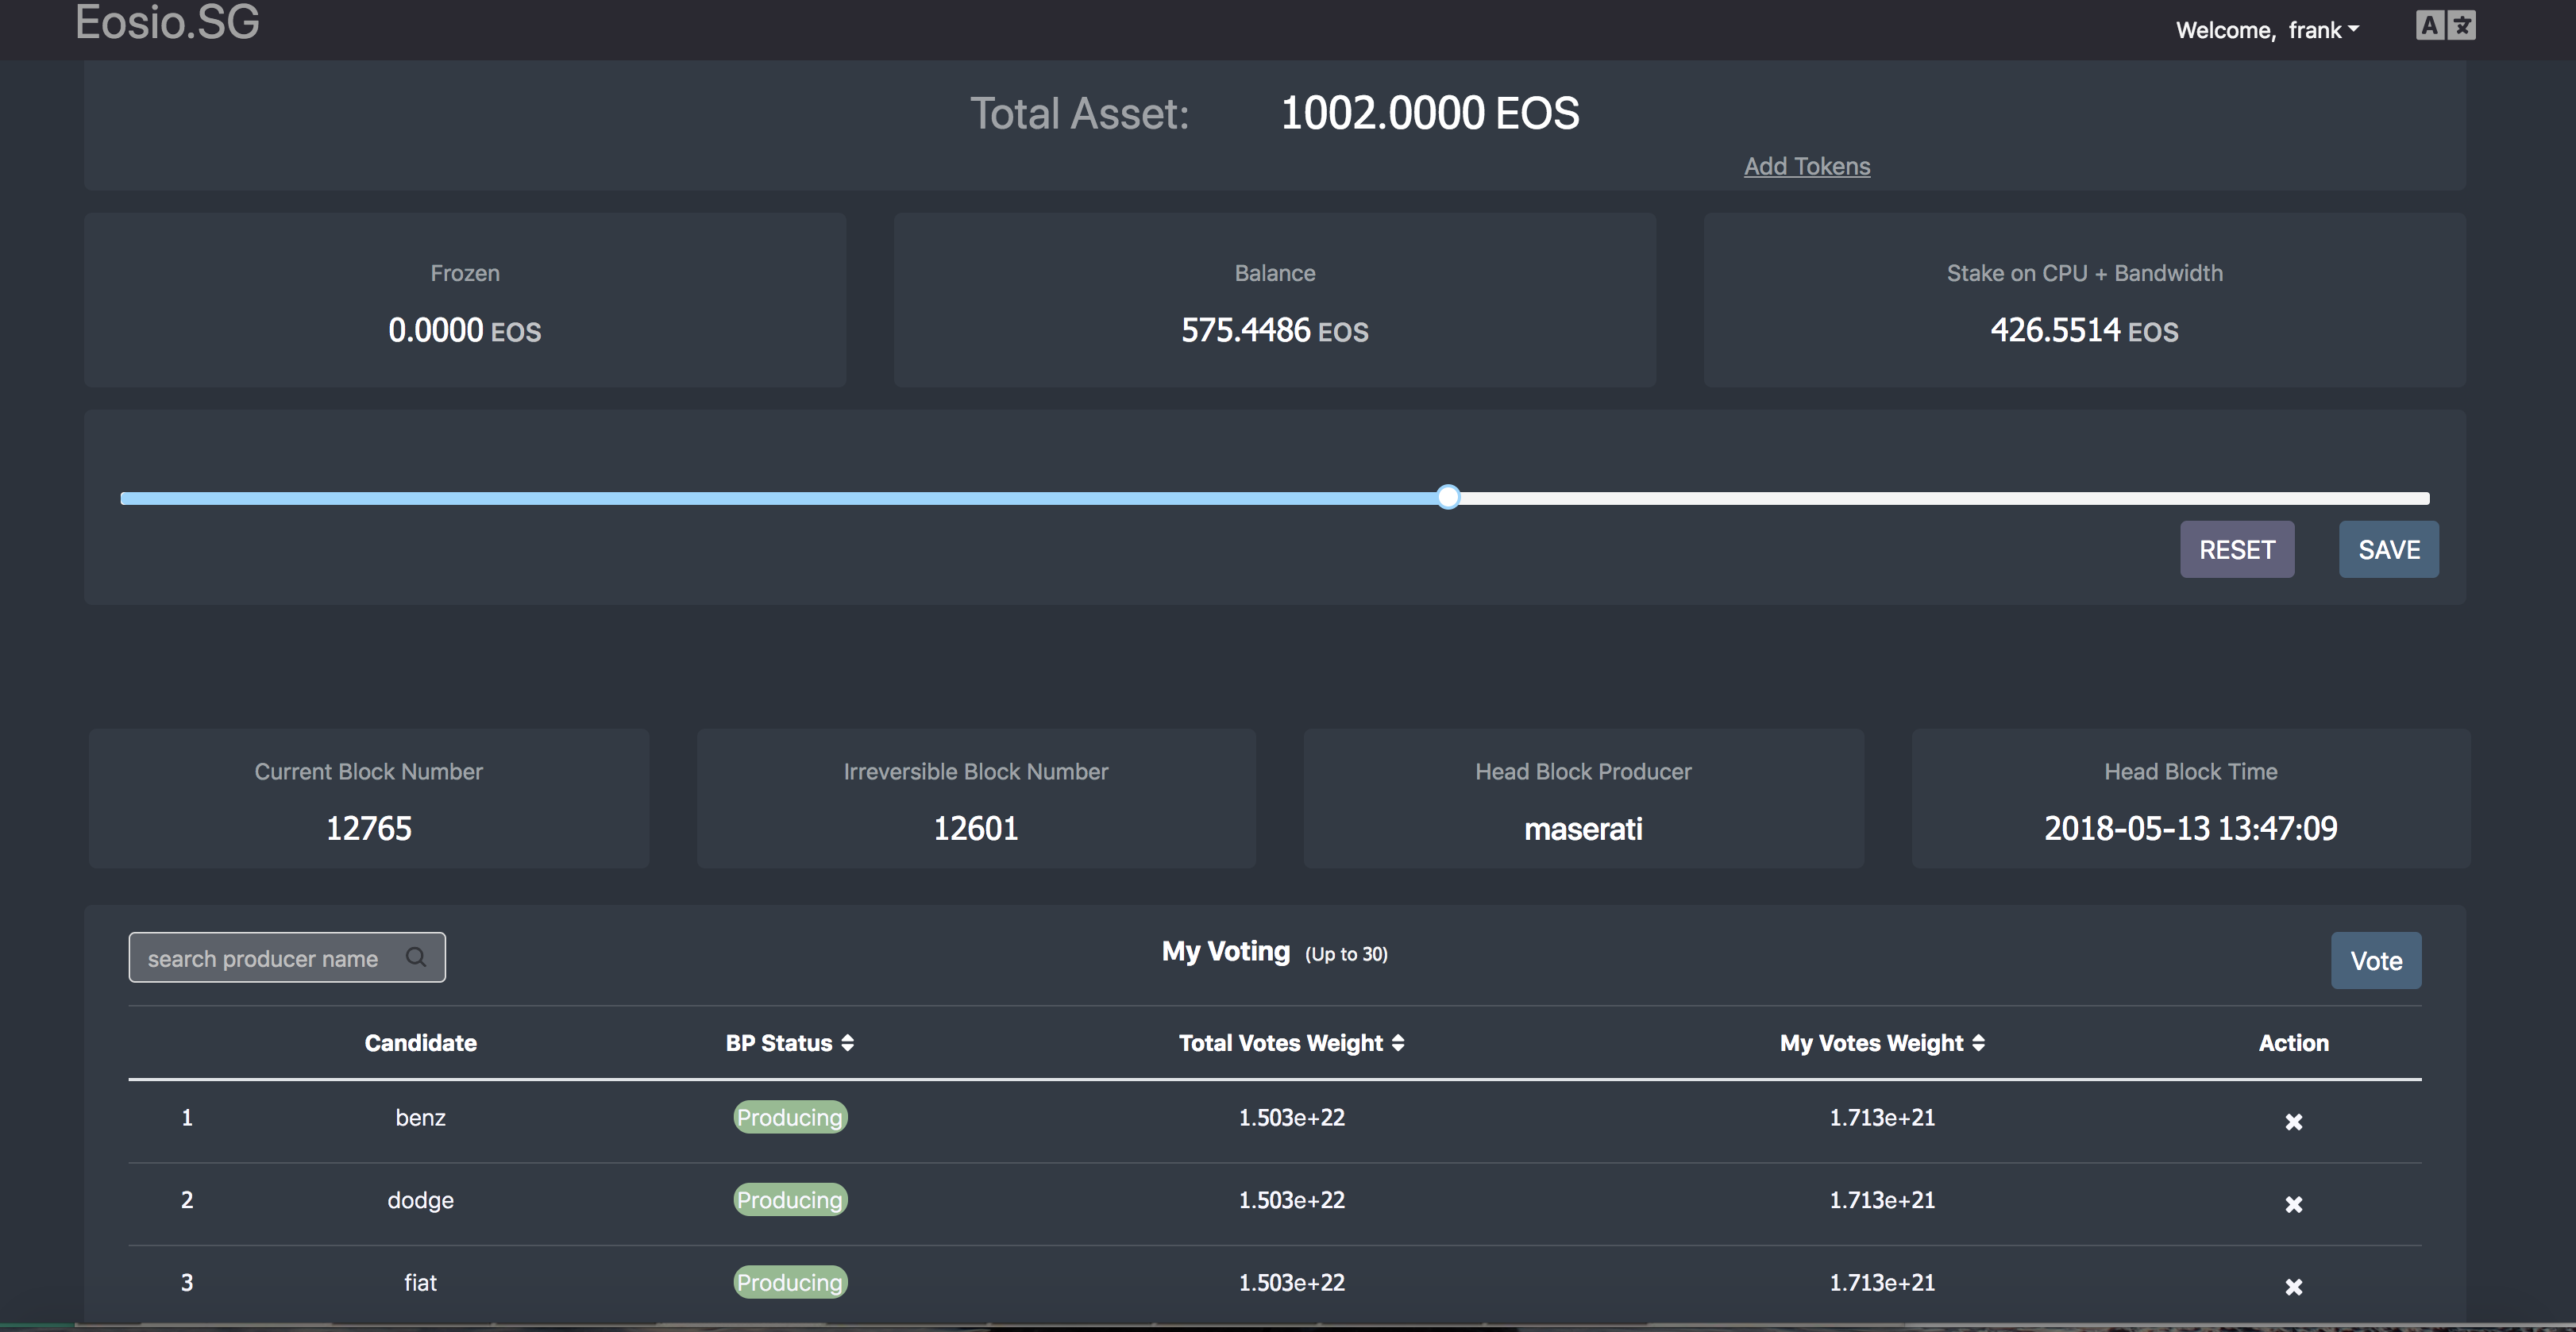 Eosio.SG
Welcome, frank
A 文
Total Asset: 1002.0000 EOS
Add Tokens
Frozen Balance Stake on CPU + Bandwidth
0.0000 EOS 575.4486 EOS 426.5514 EOS
RESET SAVE
Current Block Number Irreversible Block Number Head Block Producer Head Block Time
12765 12601 maserati 2018-05-13 13:47:09
search producer name My Voting (Up to 30) Vote
Candidate BP Status Total Votes Weight My Votes Weight Action
1 benz Producing 1.503e+22 1.713e+21
2 dodge Producing 1.503e+22 1.713e+21
3 fiat Producing 1.503e+22 1.713e+21